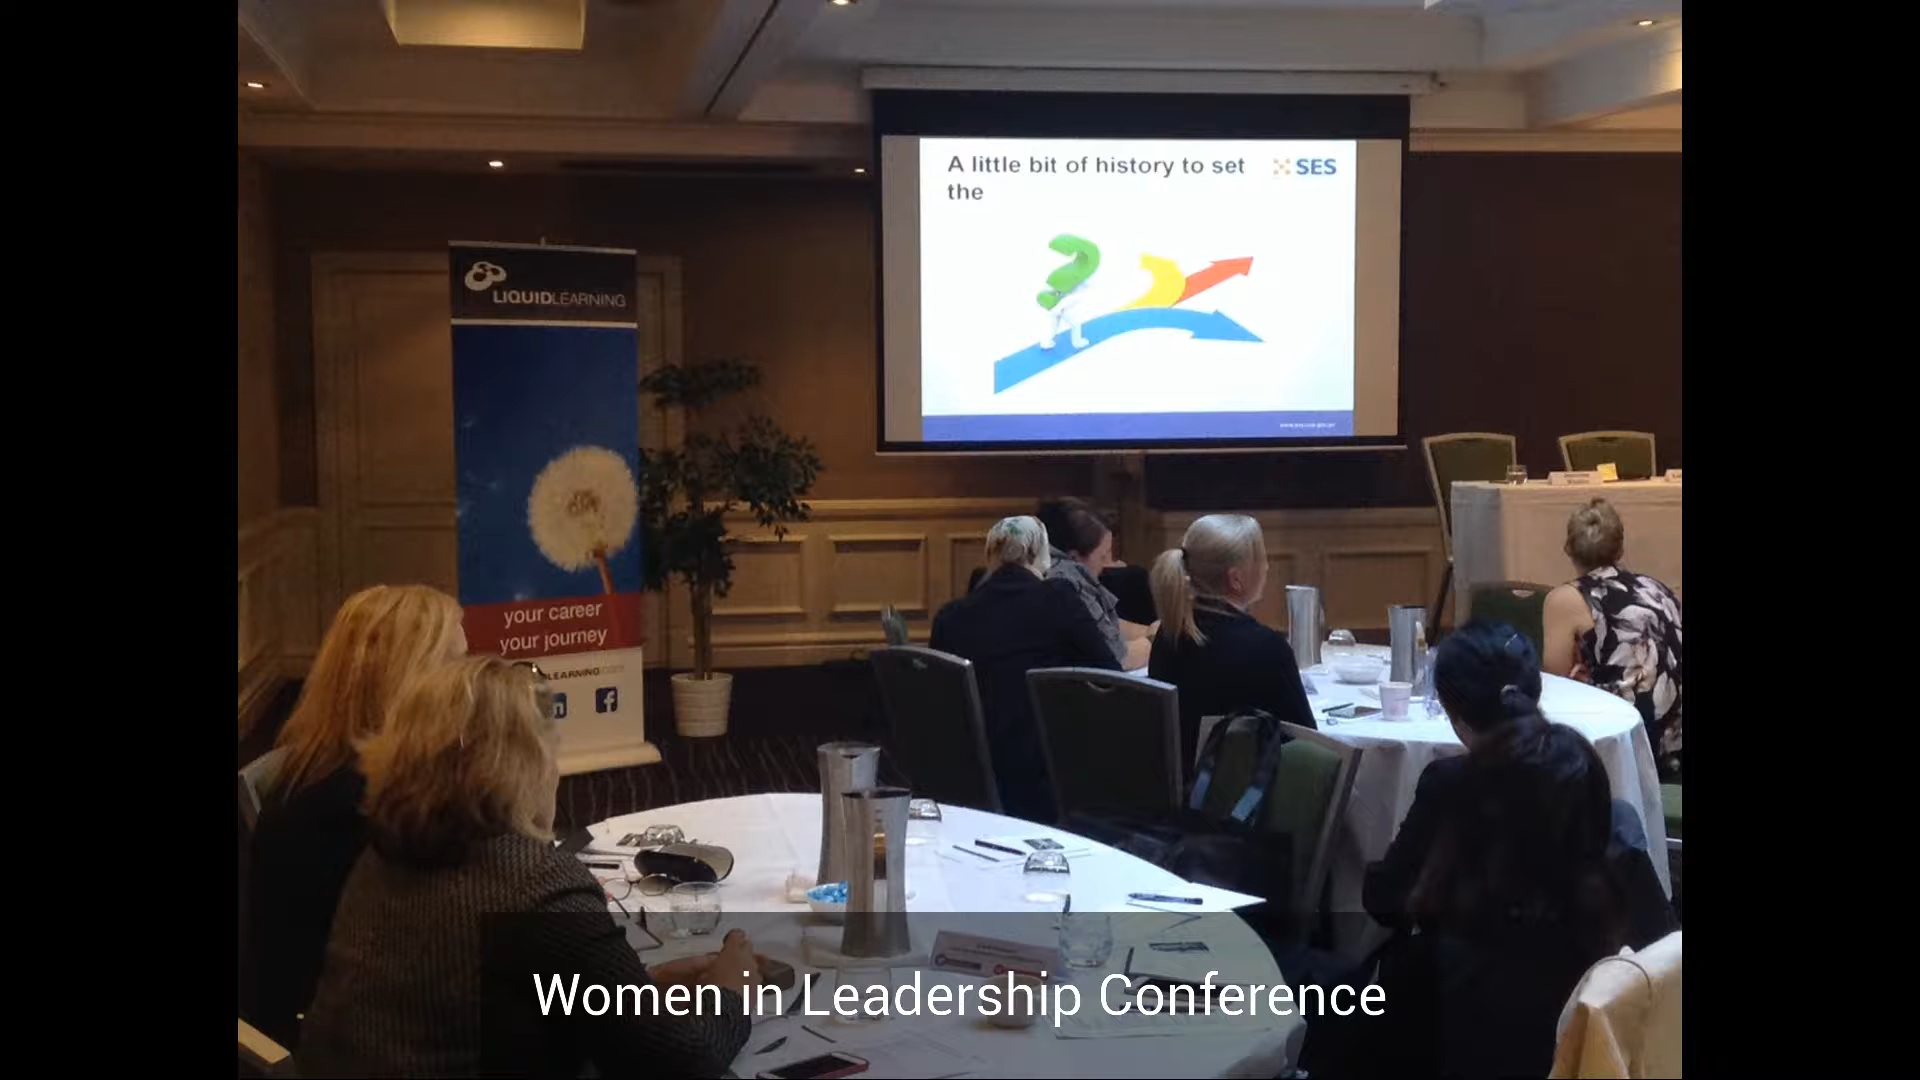 A little bit of history to set
the
SES
LIQUIDLEARNING
your career
your journey
Women in Leadership Conference